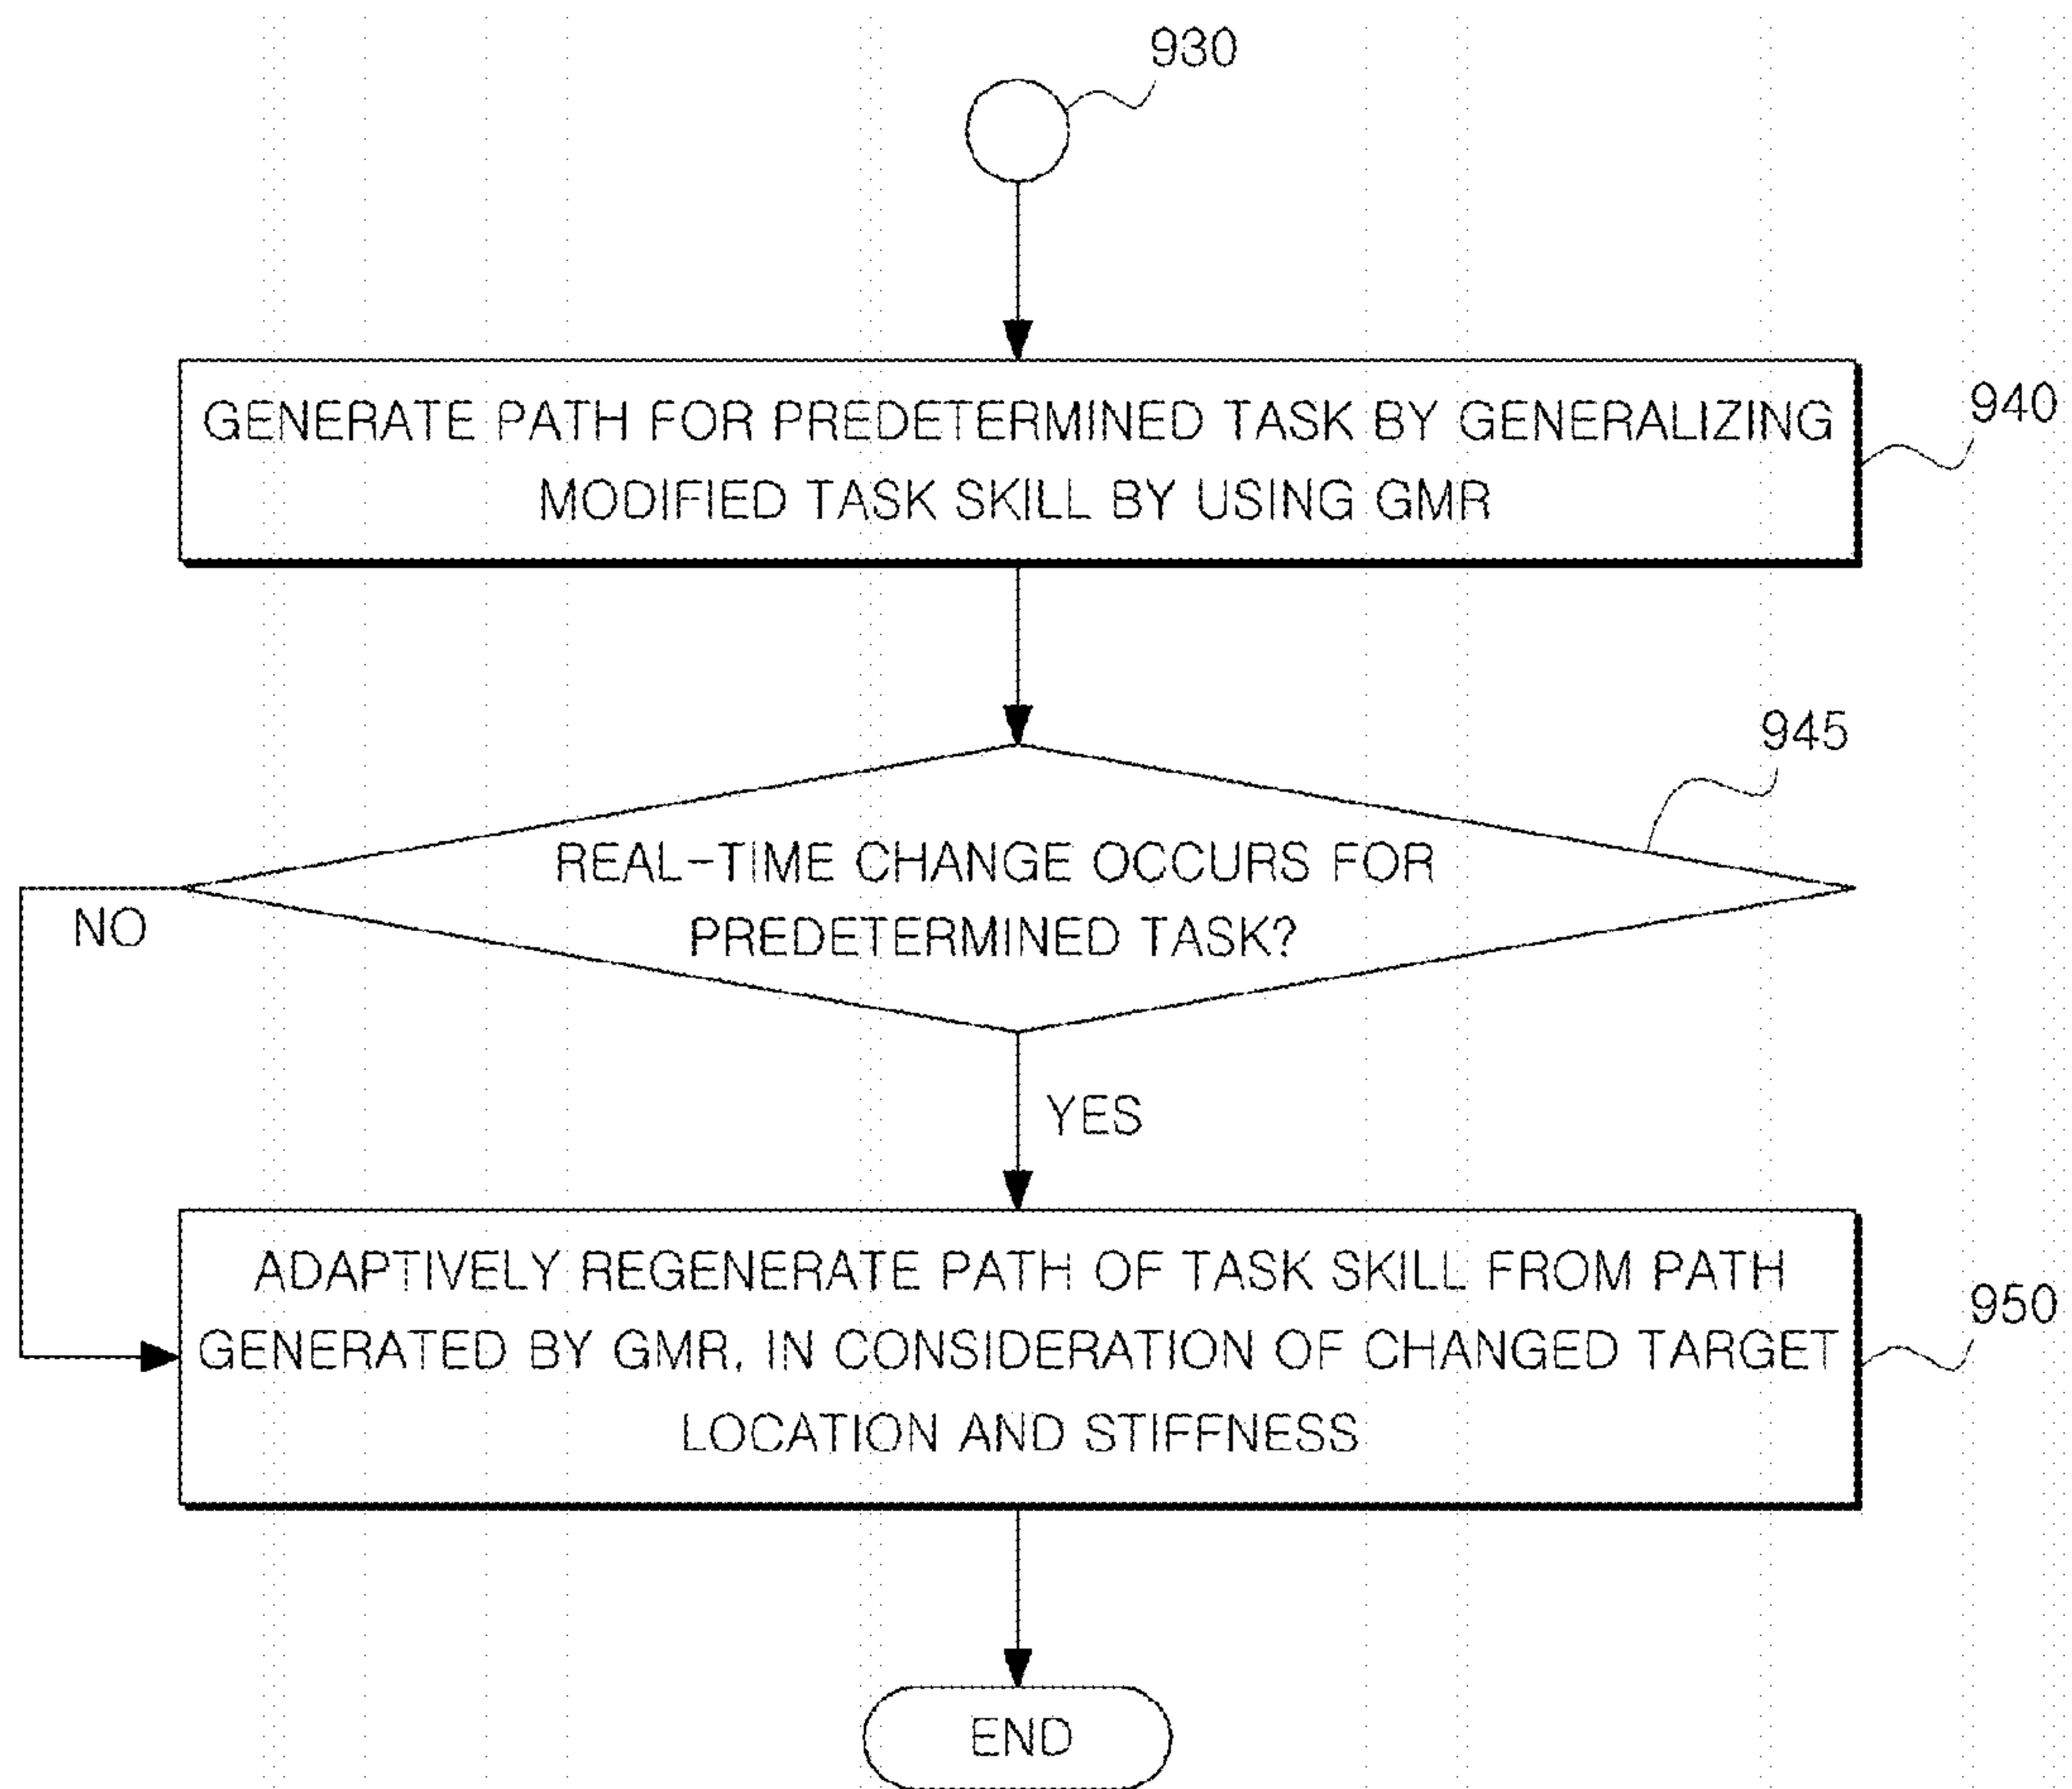 930
GENERATE PATH FOR PREDETERMINED TASK BY GENERALIZING
MODIFIED TASK SKILL BY USING GMR
940
945
REAL-TIME CHANGE OCCURS FOR
PREDETERMINED TASK?
NO
YES
ADAPTIVELY REGENERATE PATH OF TASK SKILL FROM PATH
GENERATED BY GMR, IN CONSIDERATION OF CHANGED TARGET
LOCATION AND STIFFNESS
950
END